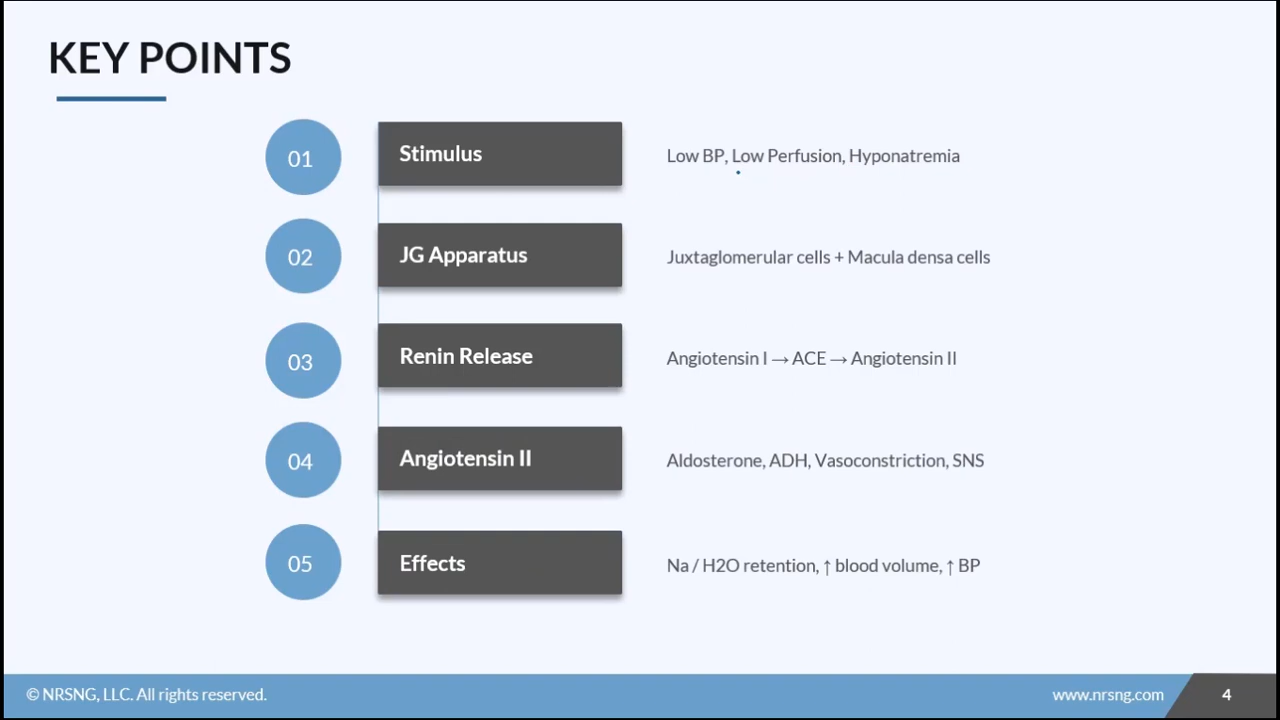 KEY POINTS
01 Stimulus Low BP, Low Perfusion, Hyponatremia
02 JG Apparatus Juxtaglomerular cells + Macula densa cells
03 Renin Release Angiotensin I → ACE → Angiotensin II
04 Angiotensin II Aldosterone, ADH, Vasoconstriction, SNS
05 Effects Na / H2O retention, ↑ blood volume, ↑ BP
© NRSNG, LLC. All rights reserved. www.nrsng.com 4